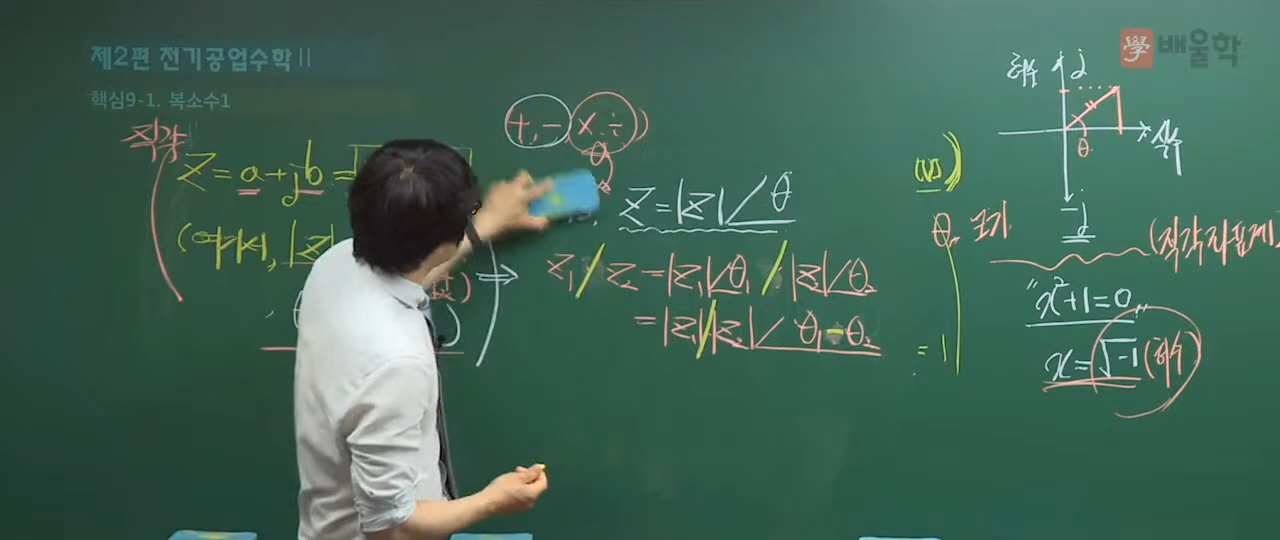 제2편 전기공업수학 II
핵심9-1. 복소수1
學 배울학
직각
Z = a + jb =
(여기서, |Z|
+, - × ÷
θ
Z = |Z|∠θ
Z₁ / Z₂ = |Z₁|∠θ₁ / |Z₂|∠θ₂
= |Z₁|/|Z₂| ∠θ₁ - θ₂
= 1
θ, 크기
허수 j
실수
θ
-j
(직각좌표계
"x²+1=0"
x = √-1 (허수)